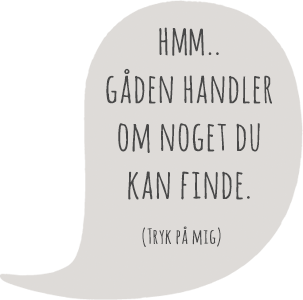 HMM..
GÅDEN HANDLER
OM NOGET DU
KAN FINDE.
(TRYK PÅ MIG)